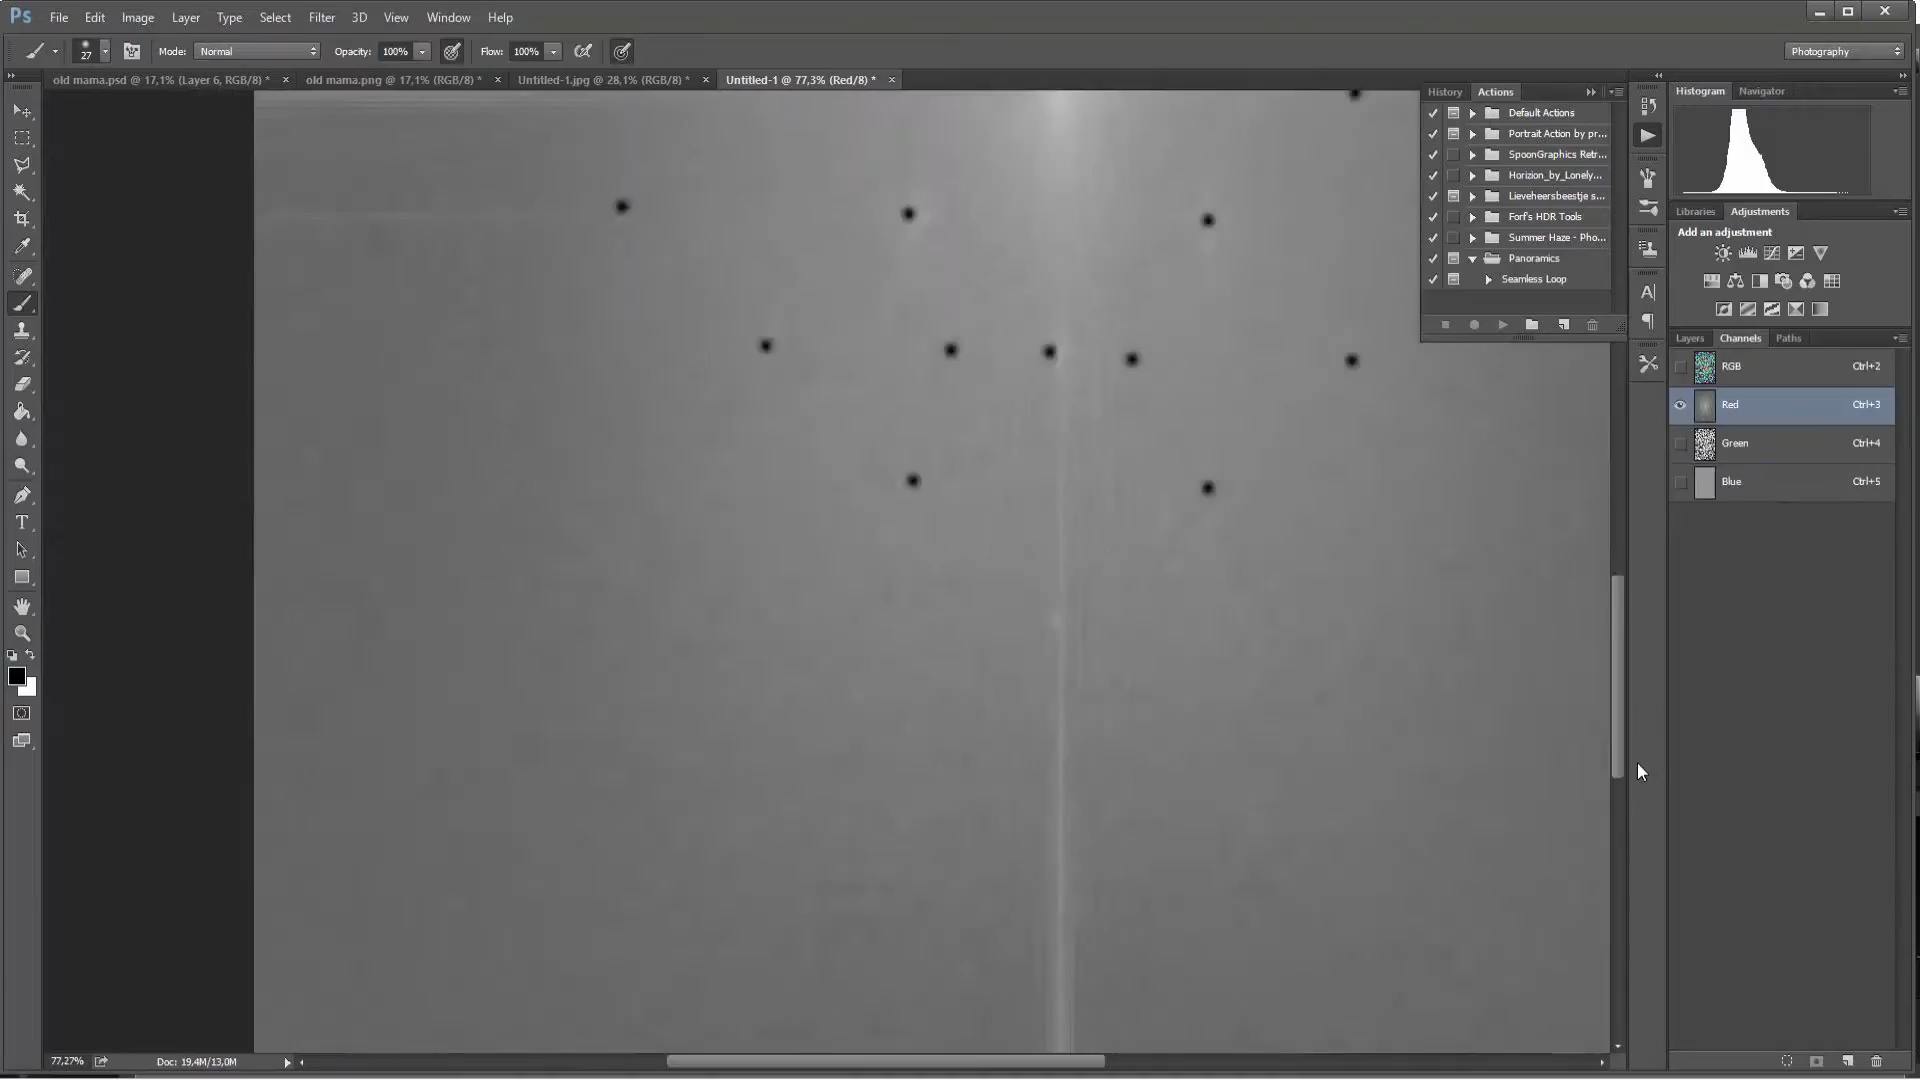 Ps File Edit Image Layer Type Select Filter 3D View Window Help
27 Mode: Normal Opacity: 100% Flow: 100% Photography
old mama.psd @ 17,1% (Layer 6, RGB/8) * × old mama.png @ 17,1% (RGB/8) * × Untitled-1.jpg @ 28,1% (RGB/8) * × Untitled-1 @ 77,3% (Red/8) * ×
History Actions
Default Actions
Portrait Action by pr...
SpoonGraphics Retr...
Horizion_by_Lonely...
Lieveheersbeestje s...
Forf's HDR Tools
Summer Haze - Pho...
Panoramics
Seamless Loop
Histogram Navigator
Libraries Adjustments
Add an adjustment
Layers Channels Paths
RGB Ctrl+2
Red Ctrl+3
Green Ctrl+4
Blue Ctrl+5
77,27% Doc: 19,4M/13,0M